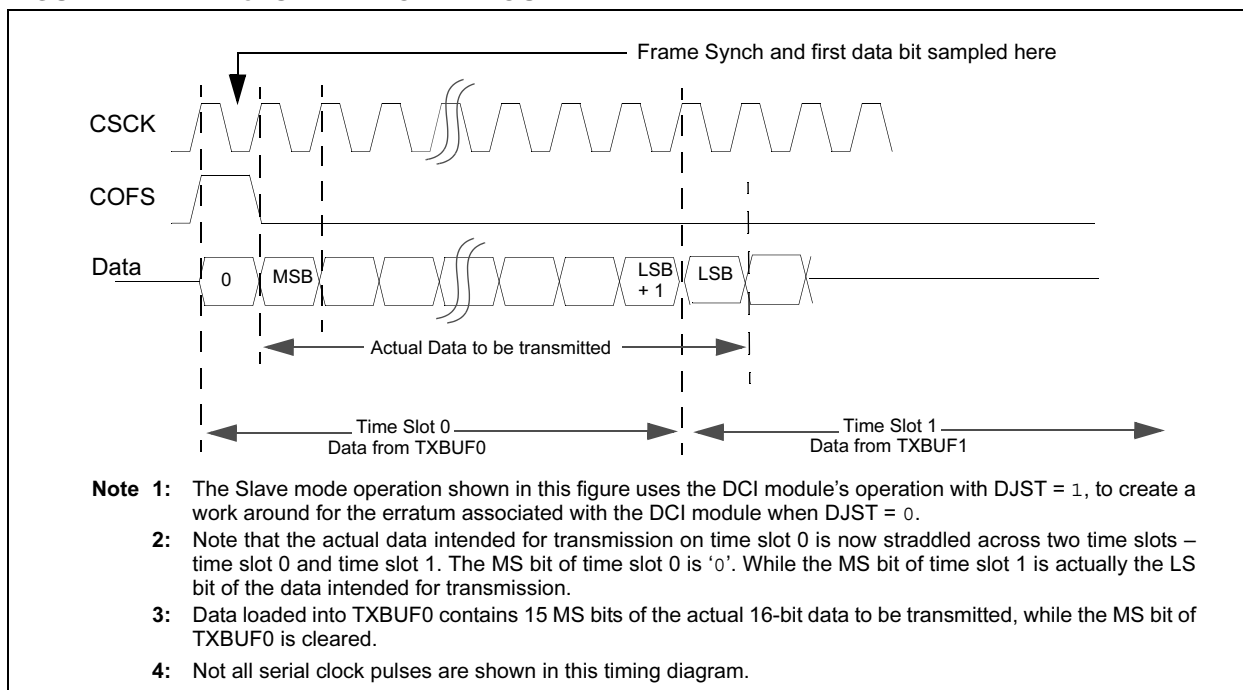 Frame Synch and first data bit sampled here
CSCK
COFS
Data
0
MSB
LSB
+ 1
LSB
Actual Data to be transmitted
Time Slot 0
Data from TXBUF0
Time Slot 1
Data from TXBUF1
Note 1: The Slave mode operation shown in this figure uses the DCI module's operation with DJST = 1, to create a
work around for the erratum associated with the DCI module when DJST = 0.
2: Note that the actual data intended for transmission on time slot 0 is now straddled across two time slots –
time slot 0 and time slot 1. The MS bit of time slot 0 is '0'. While the MS bit of time slot 1 is actually the LS
bit of the data intended for transmission.
3: Data loaded into TXBUF0 contains 15 MS bits of the actual 16-bit data to be transmitted, while the MS bit of
TXBUF0 is cleared.
4: Not all serial clock pulses are shown in this timing diagram.